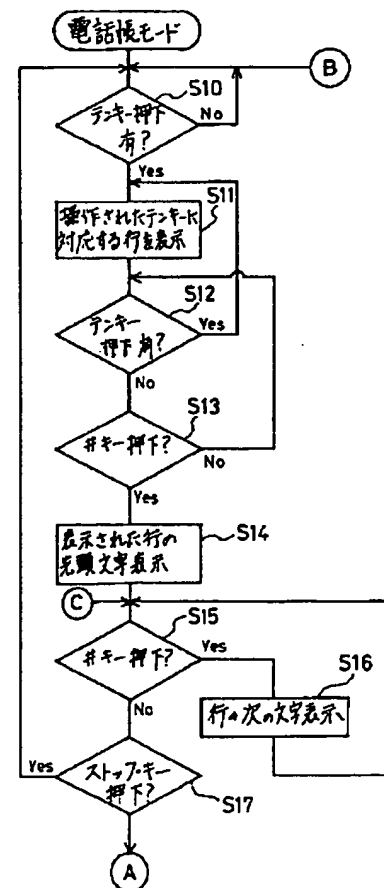 電話帳モード
B
S10
テンキー押下
有?
No
Yes
S11
操作されたテンキーに
対応する行を表示
S12
テンキー
押下有?
Yes
No
S13
#キー押下?
No
Yes
S14
表示された行の
先頭文字表示
C
S15
#キー押下?
Yes
S16
行の次の文字表示
No
Yes
ストップ・キー
押下?
S17
A